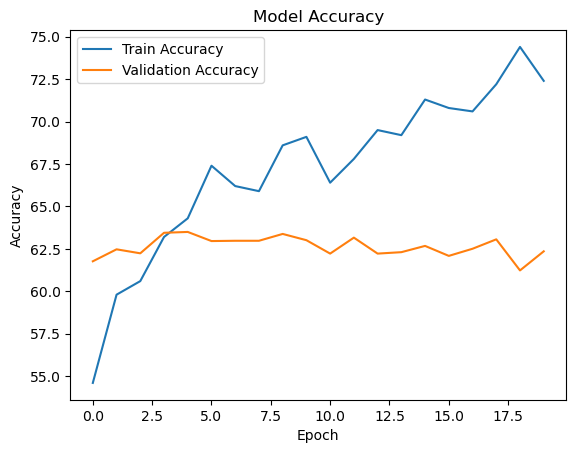 Model Accuracy
Train Accuracy
Validation Accuracy
Accuracy
75.0
72.5
70.0
67.5
65.0
62.5
60.0
57.5
55.0
0.0 2.5 5.0 7.5 10.0 12.5 15.0 17.5
Epoch